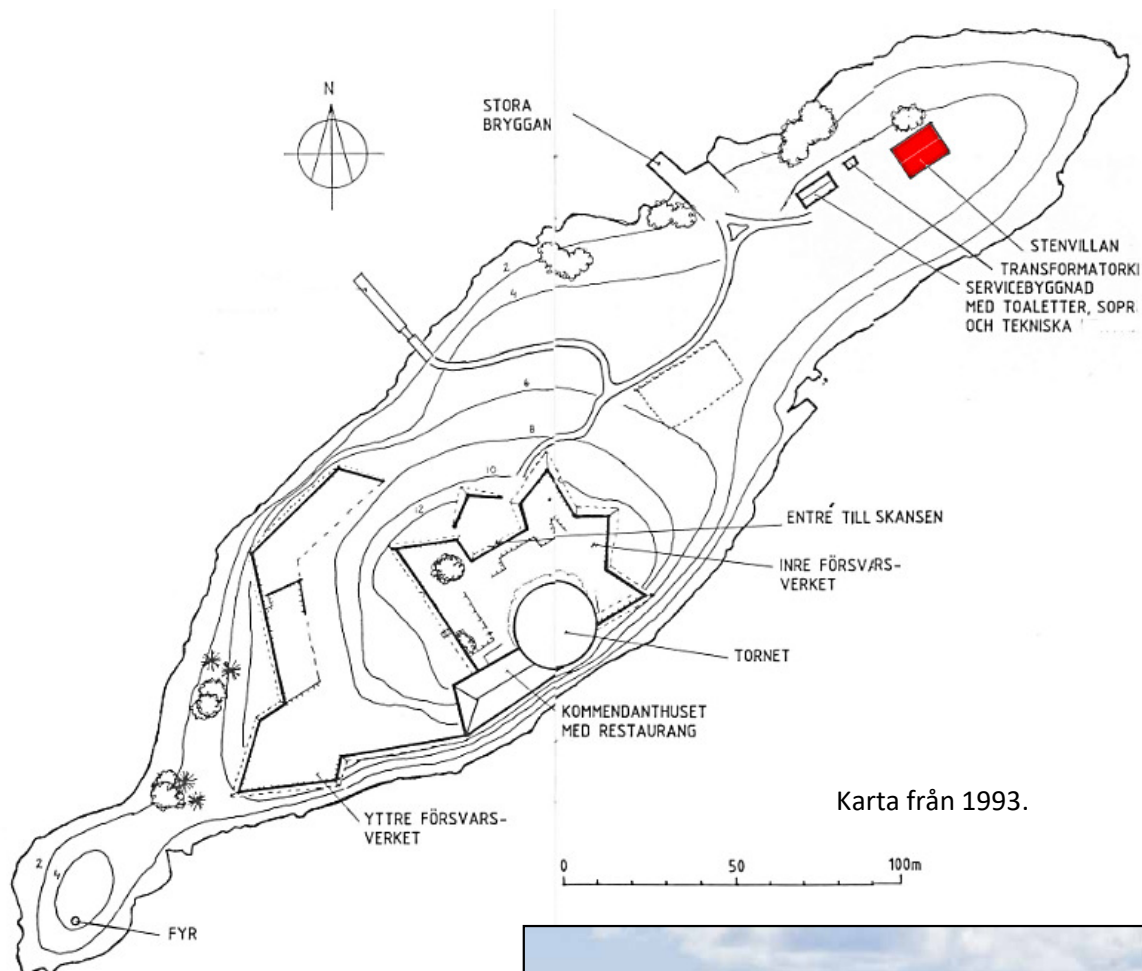 N
STORA
BRYGGAN
STENVILLAN
TRANSFORMATORKI
SERVICEBYGGNAD
MED TOALETTER, SOPR
OCH TEKNISKA
2
4
6
8
10
12
ENTRÉ TILL SKANSEN
INRE FÖRSVARS-
VERKET
TORNET
KOMMENDANTHUSET
MED RESTAURANG
YTTRE FÖRSVARS-
VERKET
Karta från 1993.
0 50 100m
2
4
FYR